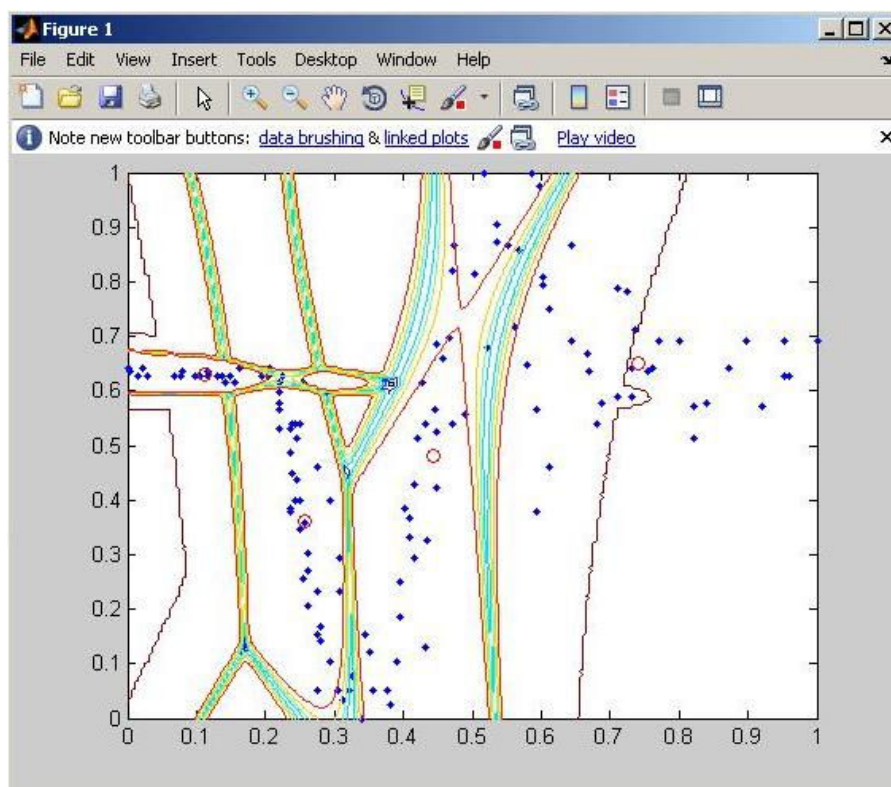 Figure 1
File Edit View Insert Tools Desktop Window Help
Note new toolbar buttons: data brushing & linked plots Play video
1
0.9
0.8
0.7
0.6
0.5
0.4
0.3
0.2
0.1
0
0 0.1 0.2 0.3 0.4 0.5 0.6 0.7 0.8 0.9 1